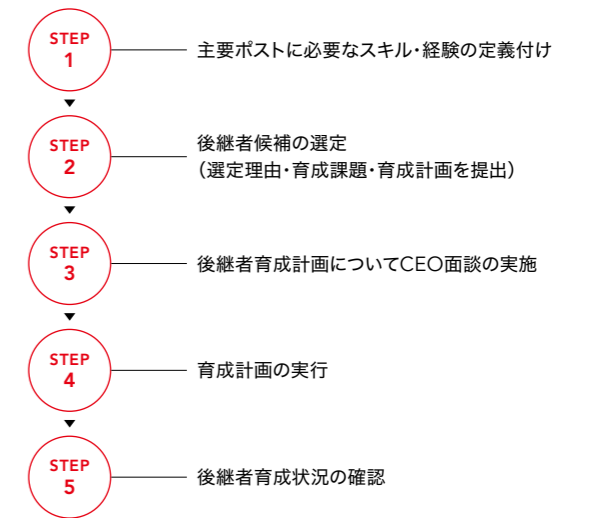 STEP
1
主要ポストに必要なスキル・経験の定義付け
STEP
2
後継者候補の選定
（選定理由・育成課題・育成計画を提出）
STEP
3
後継者育成計画についてCEO面談の実施
STEP
4
育成計画の実行
STEP
5
後継者育成状況の確認